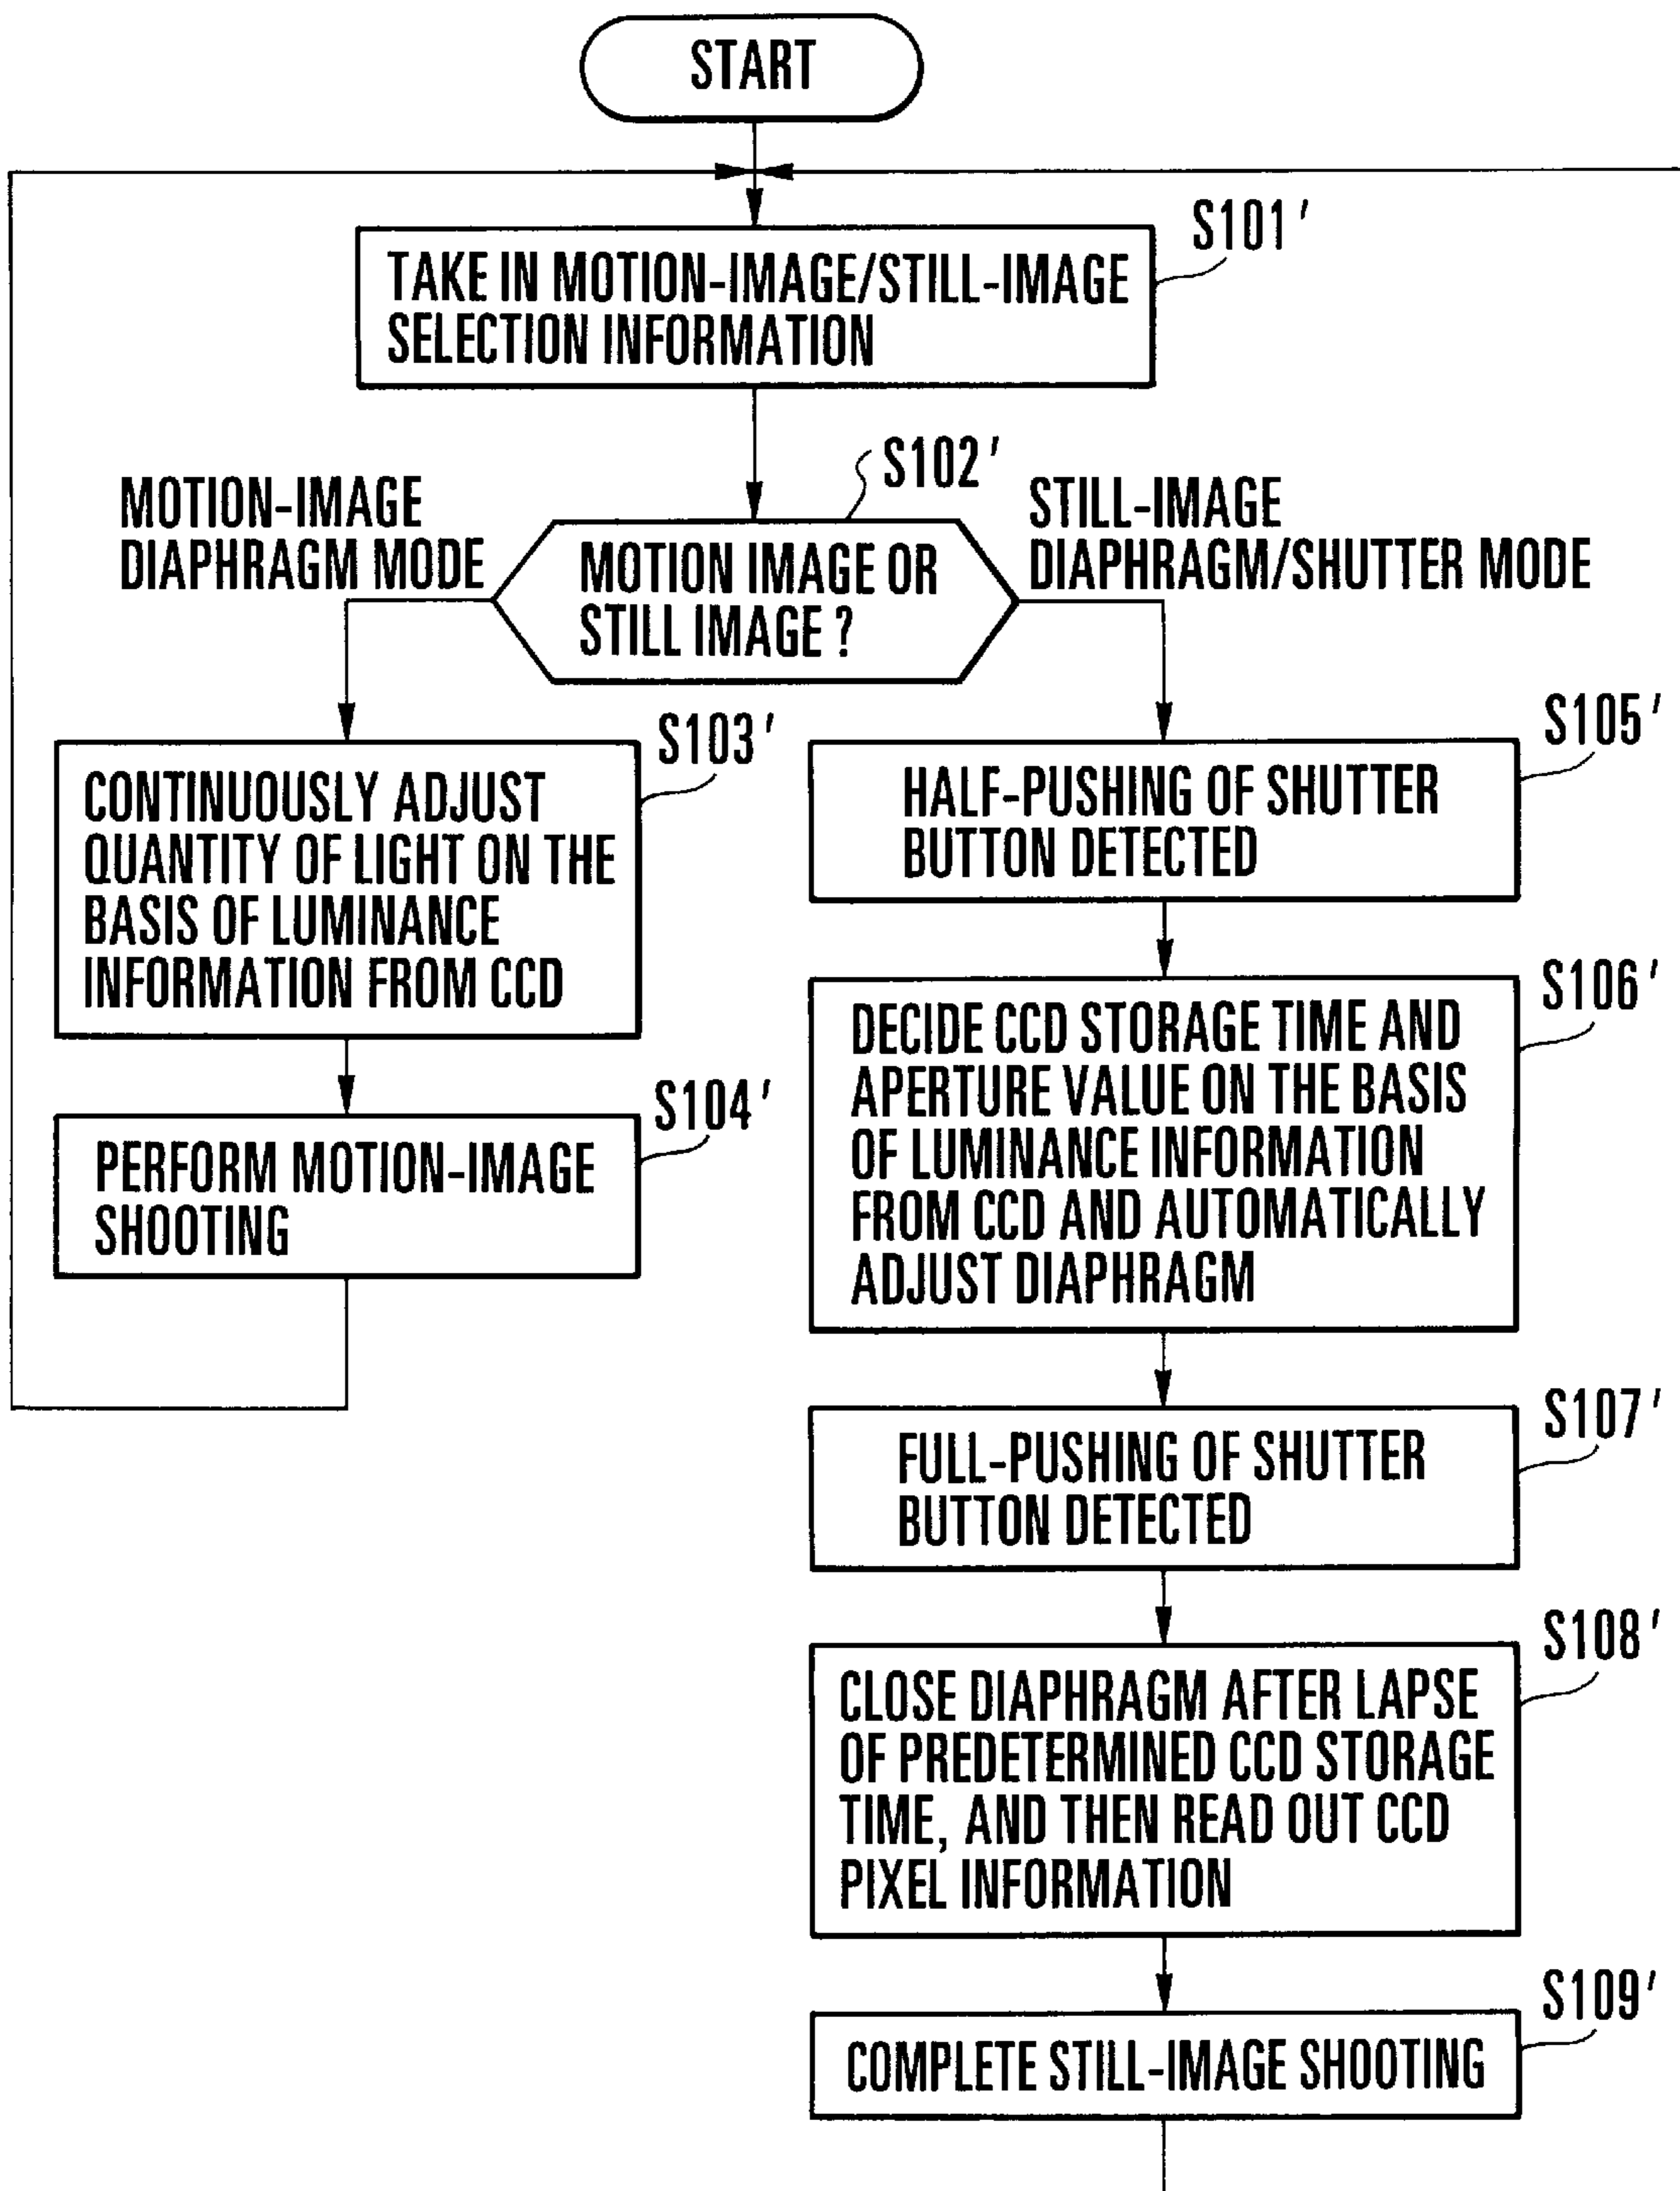 START
S101'
TAKE IN MOTION-IMAGE/STILL-IMAGE
SELECTION INFORMATION
S102'
MOTION-IMAGE
DIAPHRAGM MODE
STILL-IMAGE
DIAPHRAGM/SHUTTER MODE
MOTION IMAGE OR
STILL IMAGE ?
S103'
CONTINUOUSLY ADJUST
QUANTITY OF LIGHT ON THE
BASIS OF LUMINANCE
INFORMATION FROM CCD
S104'
PERFORM MOTION-IMAGE
SHOOTING
S105'
HALF-PUSHING OF SHUTTER
BUTTON DETECTED
S106'
DECIDE CCD STORAGE TIME AND
APERTURE VALUE ON THE BASIS
OF LUMINANCE INFORMATION
FROM CCD AND AUTOMATICALLY
ADJUST DIAPHRAGM
S107'
FULL-PUSHING OF SHUTTER
BUTTON DETECTED
S108'
CLOSE DIAPHRAGM AFTER LAPSE
OF PREDETERMINED CCD STORAGE
TIME, AND THEN READ OUT CCD
PIXEL INFORMATION
S109'
COMPLETE STILL-IMAGE SHOOTING